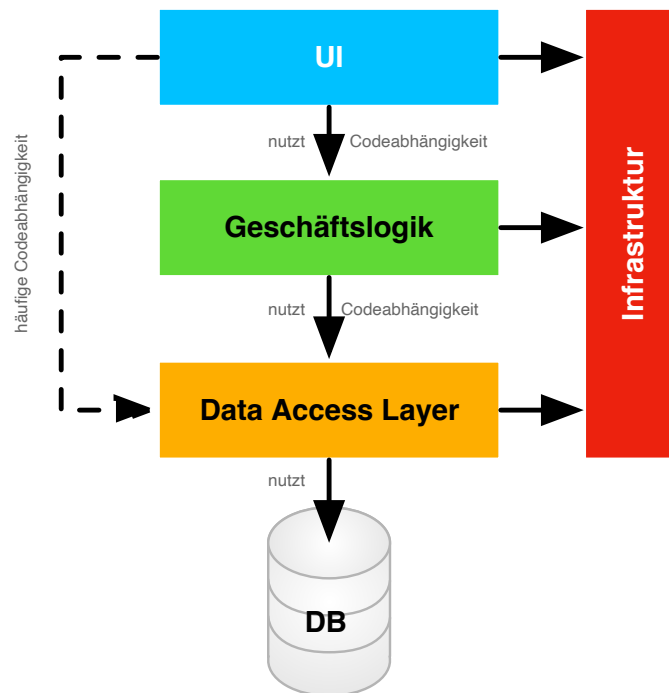 UI
häufige Codeabhängigkeit
nutzt
Codeabhängigkeit
Infrastruktur
Geschäftslogik
nutzt
Codeabhängigkeit
Data Access Layer
nutzt
DB